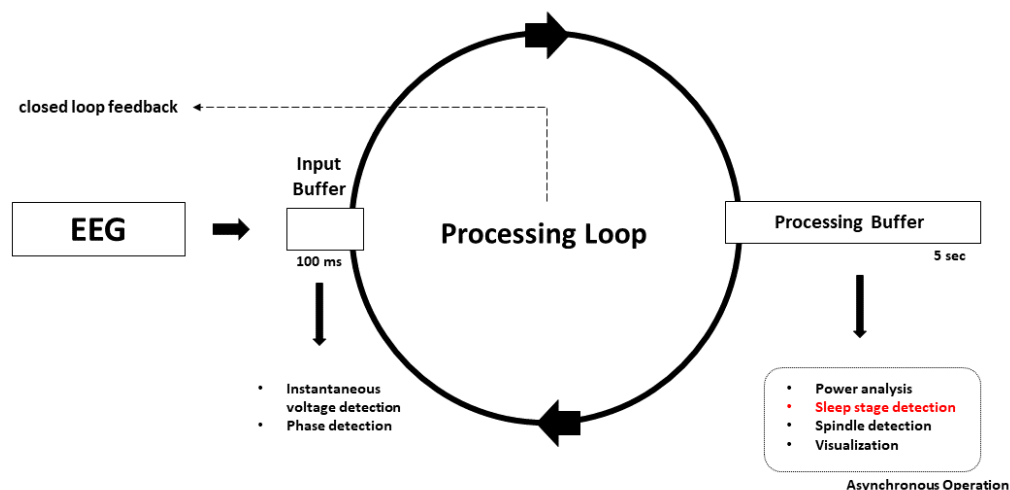 closed loop feedback
Input
Buffer
EEG
100 ms
Processing Loop
Processing Buffer
5 sec
• Instantaneous
voltage detection
• Phase detection
• Power analysis
• Sleep stage detection
• Spindle detection
• Visualization
Asynchronous Operation